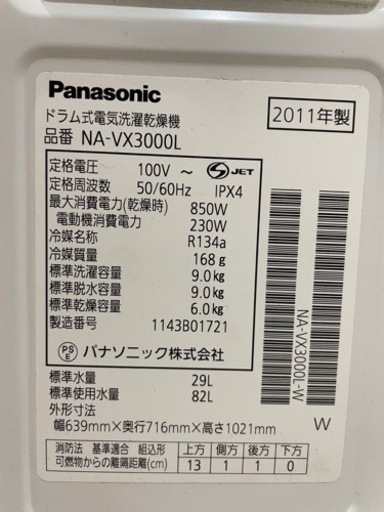 Panasonic
2011年製
ドラム式電気洗濯乾燥機
品番 NA-VX3000L
定格電圧 100V ～ S JET
定格周波数 50/60Hz IPX4
最大消費電力(乾燥時) 850W
電動機消費電力 230W
冷媒名称 R134a
冷媒質量 168g
標準洗濯容量 9.0kg
標準脱水容量 9.0kg
標準乾燥容量 6.0kg
製造番号 1143B01721
PSE パナソニック株式会社
標準水量 29L
標準使用水量 82L
外形寸法
幅639mm×奥行716mm×高さ1021mm
消防法 基準適合 組込形 上方 側方 後方 下方
可燃物からの離隔距離(cm) 13 1 1 0
NA-VX3000L-W
W